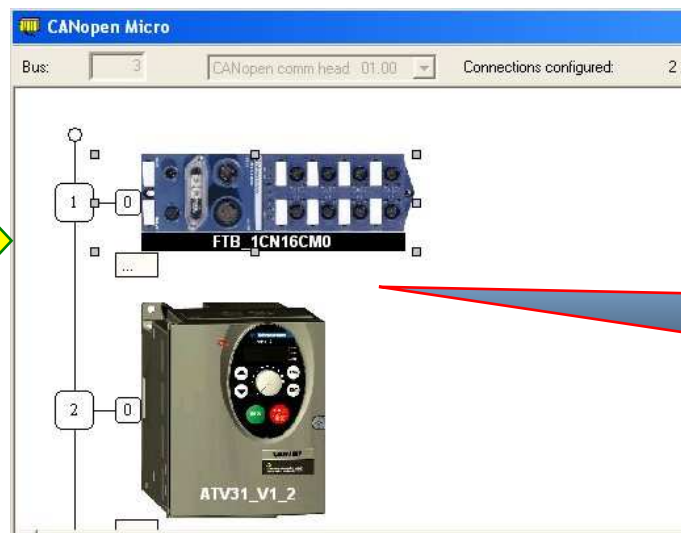 CANopen Micro
Bus: 3 CANopen comm head 01.00 Connections configured: 2
1 0
FTB_1CN16CM0
...
2 0
ATV31_V1_2